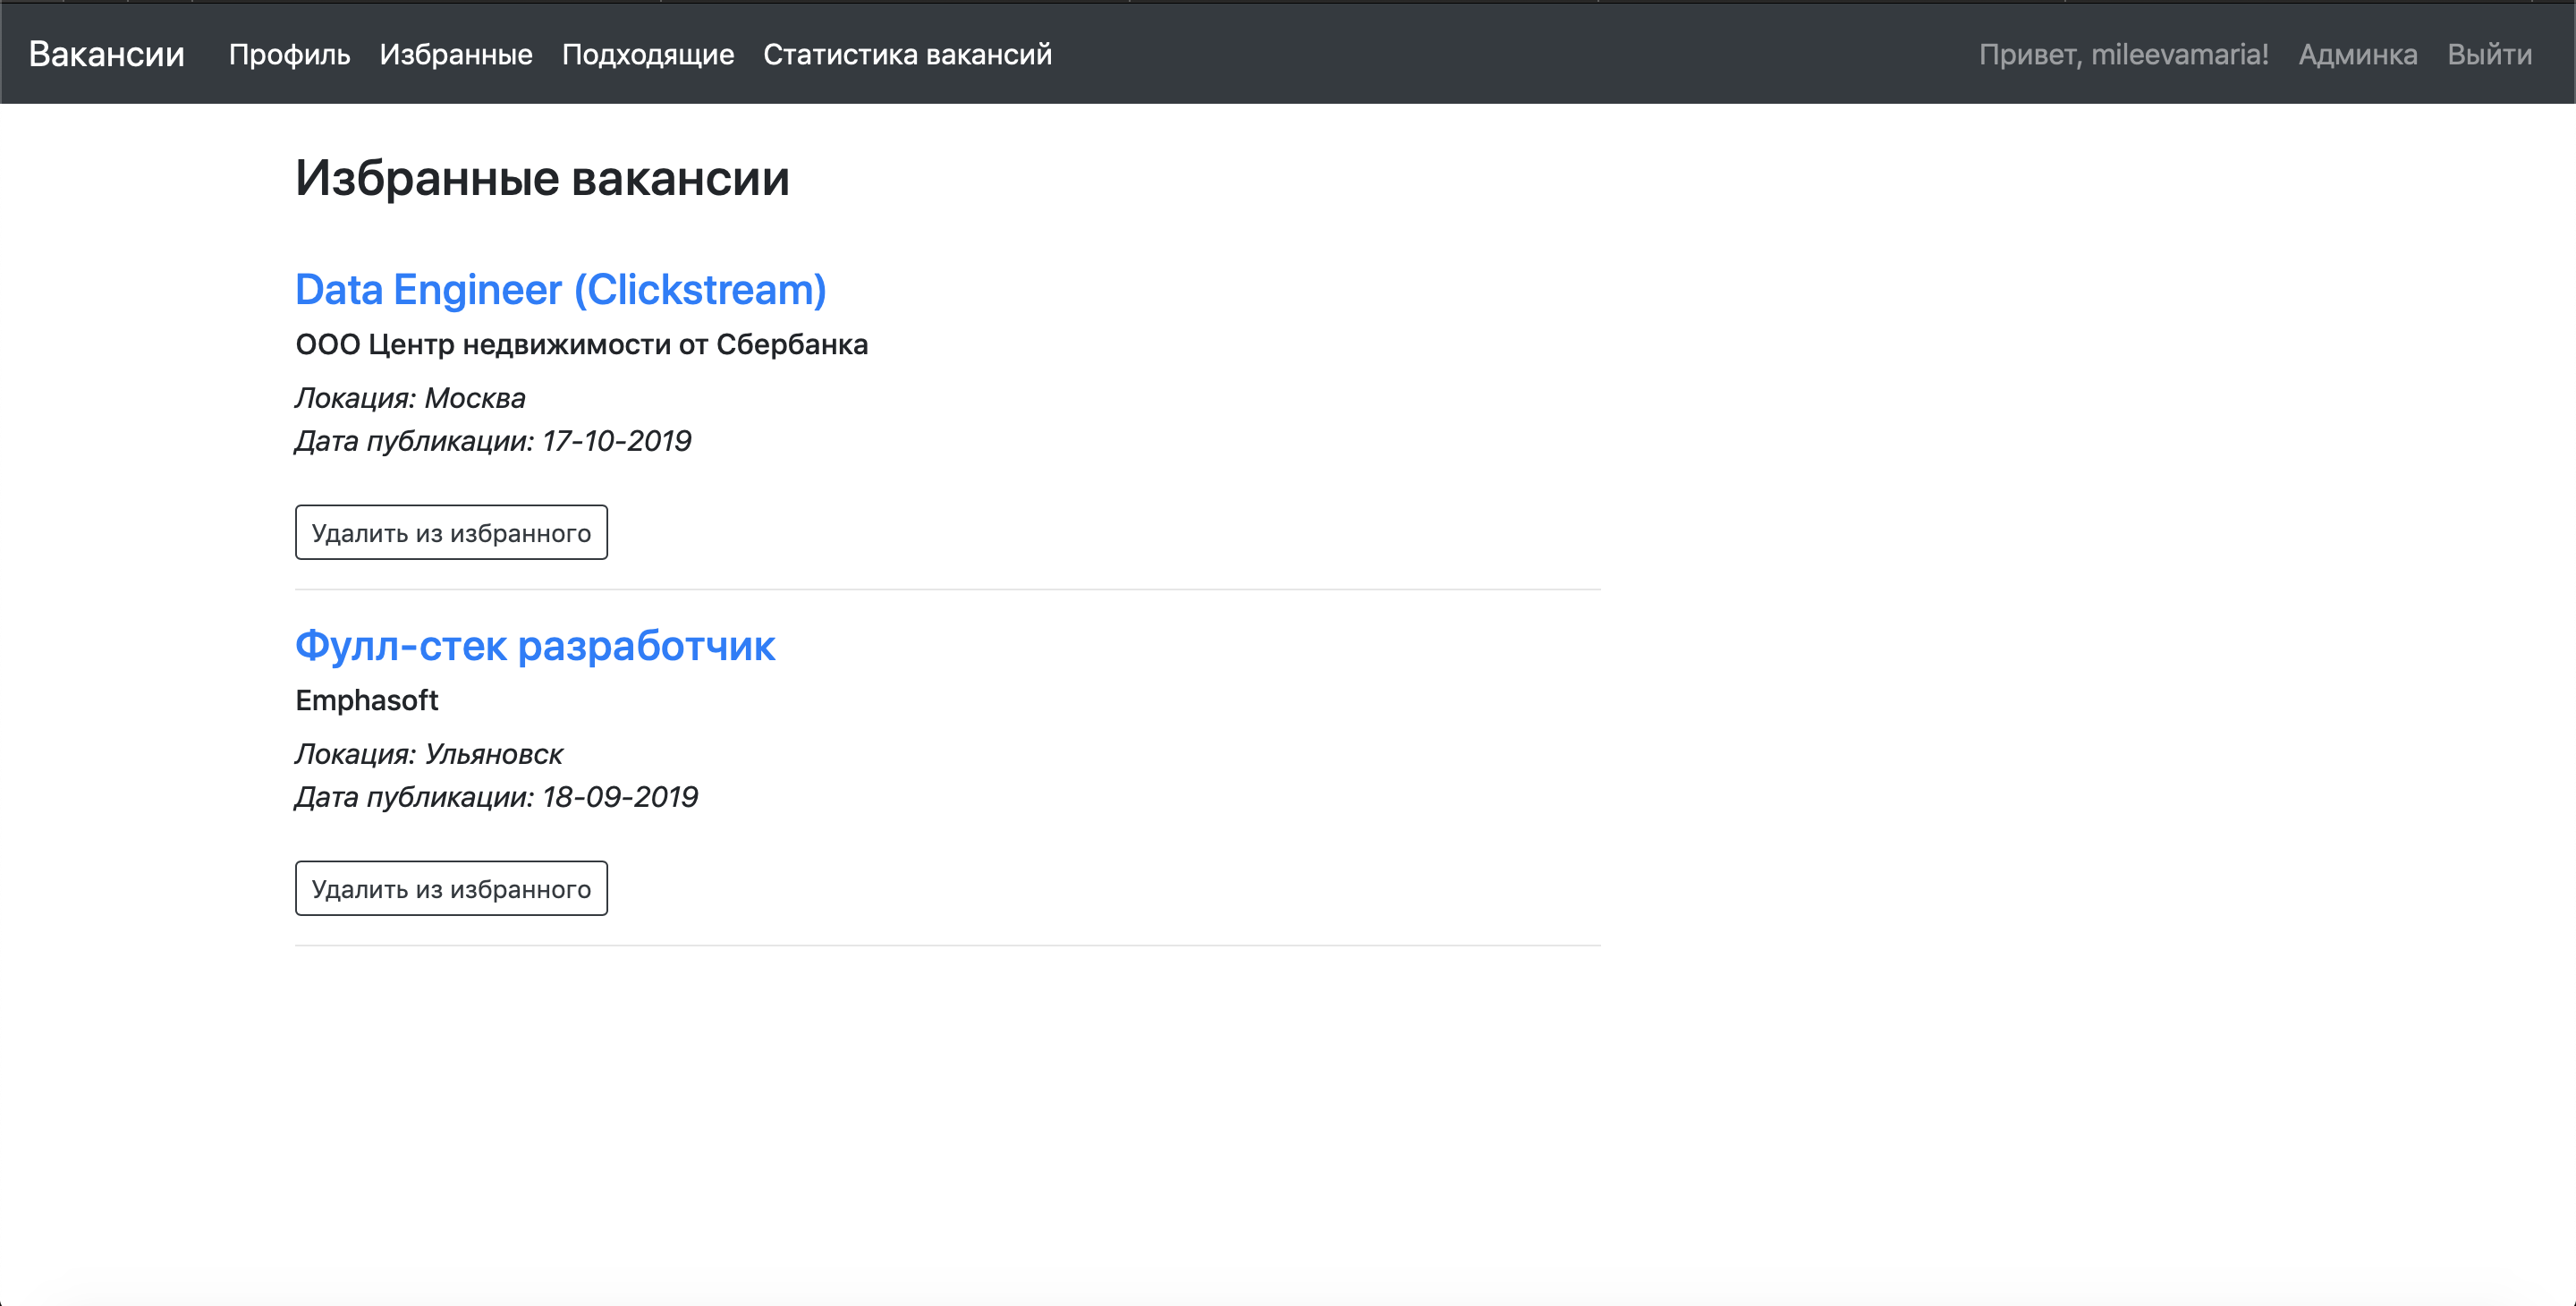 Вакансии Профиль Избранные Подходящие Статистика вакансий Привет, mileevamaria! Админка Выйти
Избранные вакансии
Data Engineer (Clickstream)
ООО Центр недвижимости от Сбербанка
Локация: Москва
Дата публикации: 17-10-2019
Удалить из избранного
Фулл-стек разработчик
Emphasoft
Локация: Ульяновск
Дата публикации: 18-09-2019
Удалить из избранного